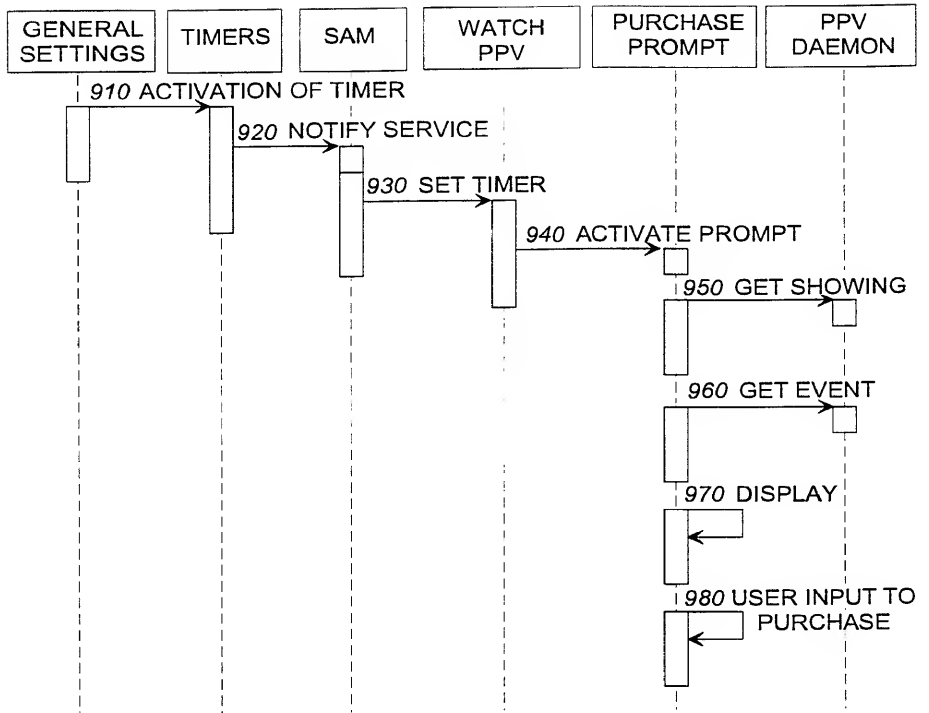 GENERAL
SETTINGS
TIMERS
SAM
WATCH
PPV
PURCHASE
PROMPT
PPV
DAEMON
910 ACTIVATION OF TIMER
920 NOTIFY SERVICE
930 SET TIMER
940 ACTIVATE PROMPT
950 GET SHOWING
960 GET EVENT
970 DISPLAY
980 USER INPUT TO
PURCHASE